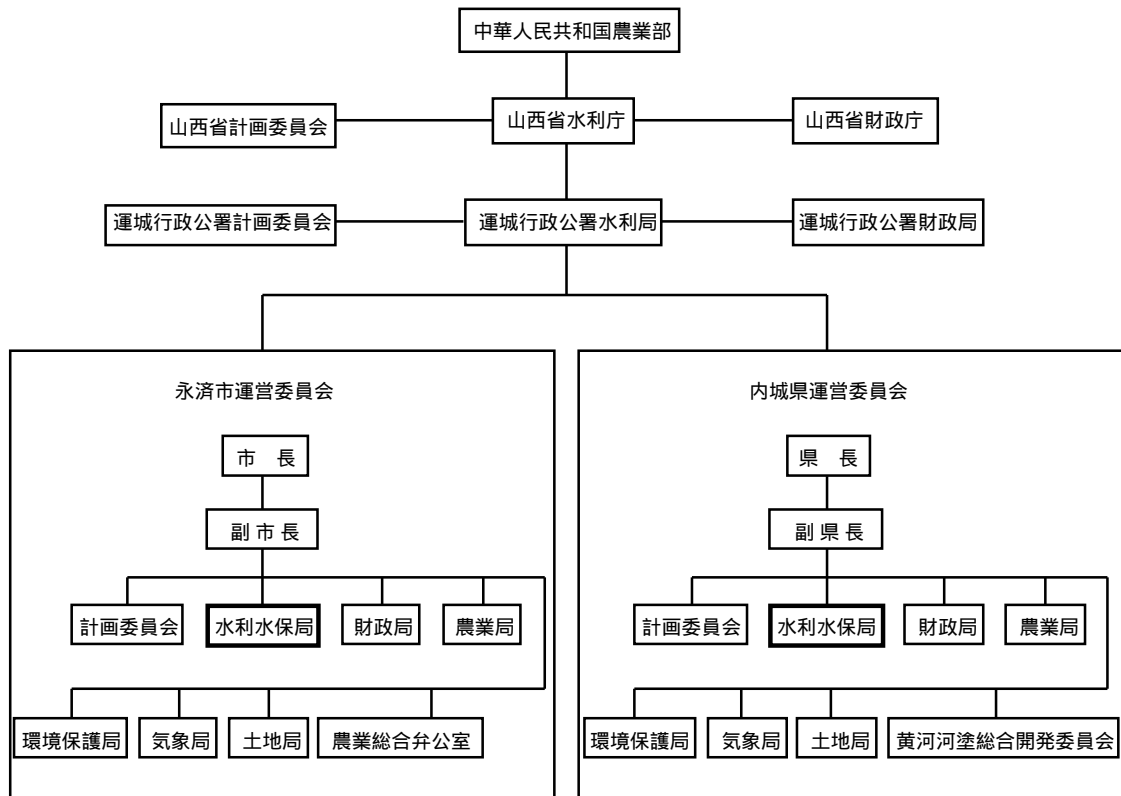 中華人民共和国農業部
山西省計画委員会
山西省水利庁
山西省財政庁
運城行政公署計画委員会
運城行政公署水利局
運城行政公署財政局
永済市運営委員会
市 長
副 市 長
計画委員会
水利水保局
財政局
農業局
環境保護局
気象局
土地局
農業総合弁公室
内城県運営委員会
県 長
副 県 長
計画委員会
水利水保局
財政局
農業局
環境保護局
気象局
土地局
黄河河塗総合開発委員会